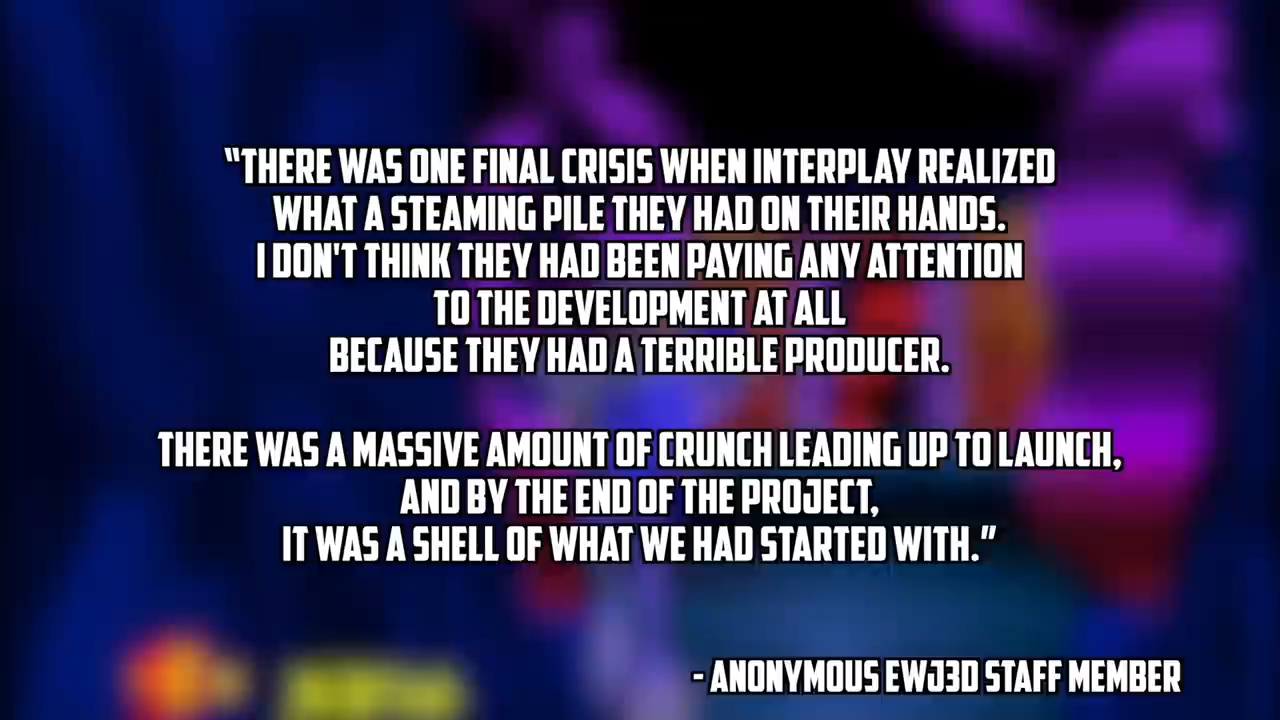 “THERE WAS ONE FINAL CRISIS WHEN INTERPLAY REALIZED
WHAT A STEAMING PILE THEY HAD ON THEIR HANDS.
I DON'T THINK THEY HAD BEEN PAYING ANY ATTENTION
TO THE DEVELOPMENT AT ALL
BECAUSE THEY HAD A TERRIBLE PRODUCER.
THERE WAS A MASSIVE AMOUNT OF CRUNCH LEADING UP TO LAUNCH,
AND BY THE END OF THE PROJECT,
IT WAS A SHELL OF WHAT WE HAD STARTED WITH.”
- ANONYMOUS EWJ3D STAFF MEMBER